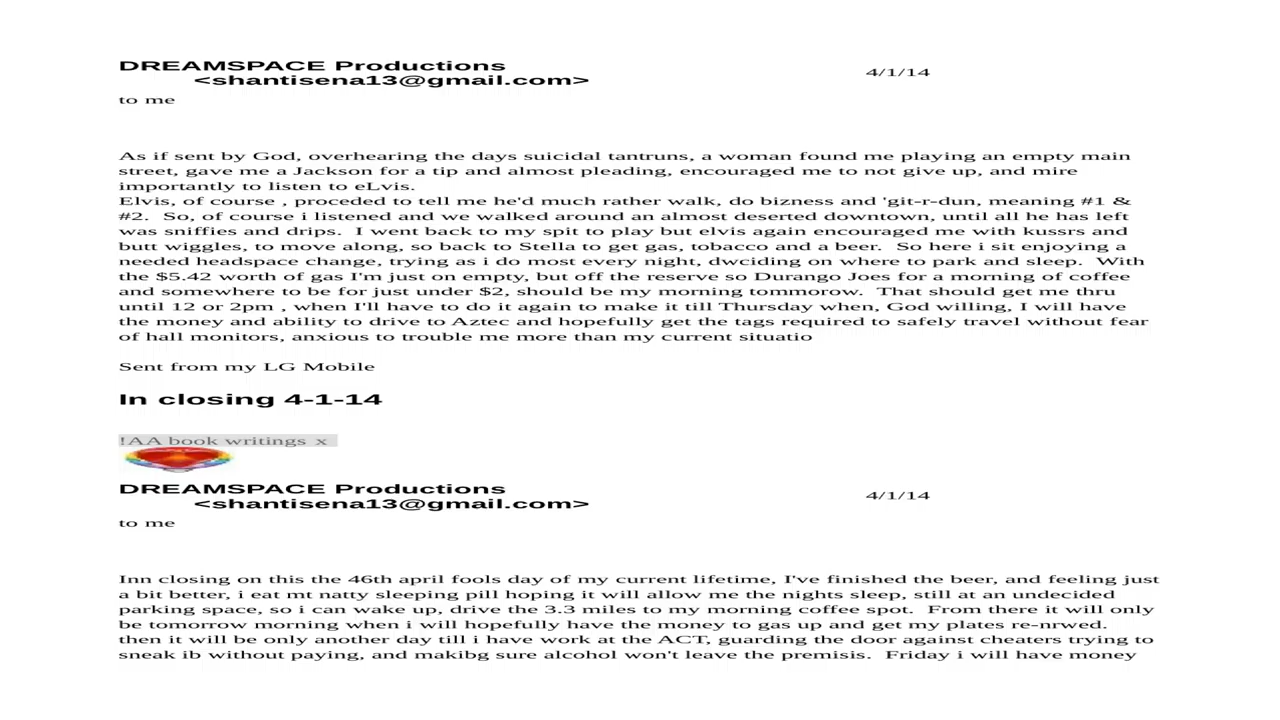 DREAMSPACE Productions 4/1/14
<shantisena13@gmail.com>
to me
As if sent by God, overhearing the days suicidal tantruns, a woman found me playing an empty main
street, gave me a Jackson for a tip and almost pleading, encouraged me to not give up, and mire
importantly to listen to eLvis.
Elvis, of course , proceded to tell me he'd much rather walk, do bizness and 'git-r-dun, meaning #1 &
#2.  So, of course i listened and we walked around an almost deserted downtown, until all he has left
was sniffies and drips.  I went back to my spit to play but elvis again encouraged me with kussrs and
butt wiggles, to move along, so back to Stella to get gas, tobacco and a beer.  So here i sit enjoying a
needed headspace change, trying as i do most every night, dwciding on where to park and sleep.  With
the $5.42 worth of gas I'm just on empty, but off the reserve so Durango Joes for a morning of coffee
and somewhere to be for just under $2, should be my morning tommorow.  That should get me thru
until 12 or 2pm , when I'll have to do it again to make it till Thursday when, God willing, I will have
the money and ability to drive to Aztec and hopefully get the tags required to safely travel without fear
of hall monitors, anxious to trouble me more than my current situatio
Sent from my LG Mobile
In closing 4-1-14
!AA book writings x
DREAMSPACE Productions 4/1/14
<shantisena13@gmail.com>
to me
Inn closing on this the 46th april fools day of my current lifetime, I've finished the beer, and feeling just
a bit better, i eat mt natty sleeping pill hoping it will allow me the nights sleep, still at an undecided
parking space, so i can wake up, drive the 3.3 miles to my morning coffee spot.  From there it will only
be tomorrow morning when i will hopefully have the money to gas up and get my plates re-nrwed.
then it will be only another day till i have work at the ACT, guarding the door against cheaters trying to
sneak ib without paying, and makibg sure alcohol won't leave the premisis.  Friday i will have money